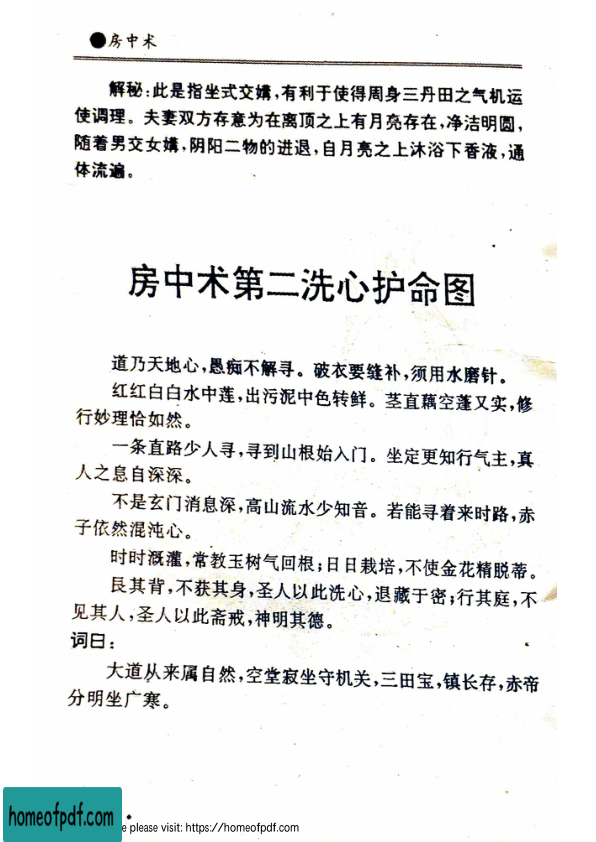 ●房中术
解秘:此是指坐式交媾,有利于使得周身三丹田之气机运
使调理。夫妻双方存意为在离顶之上有月亮存在,净洁明圆,
随着男交女媾,阴阳二物的进退,自月亮之上沐浴下香液,通
体流遍。
房中术第二洗心护命图
道乃天地心,愚痴不解寻。破衣要缝补,须用水磨针。
红红白白水中莲,出污泥中色转鲜。茎直藕空蓬又实,修
行妙理恰如然。
一条直路少人寻,寻到山根始入门。坐定更知行气主,真
人之息自深深。
不是玄门消息深,高山流水少知音。若能寻着来时路,赤
子依然混沌心。
时时溉灌,常教玉树气回根;日日栽培,不使金花精脱蒂。
艮其背,不获其身,圣人以此洗心,退藏于密;行其庭,不
见其人,圣人以此斋戒,神明其德。
词曰:
大道从来属自然,空堂寂坐守机关,三田宝,镇长存,赤帝
分明坐广寒。
homeofpdf.com
e please visit: https://homeofpdf.com